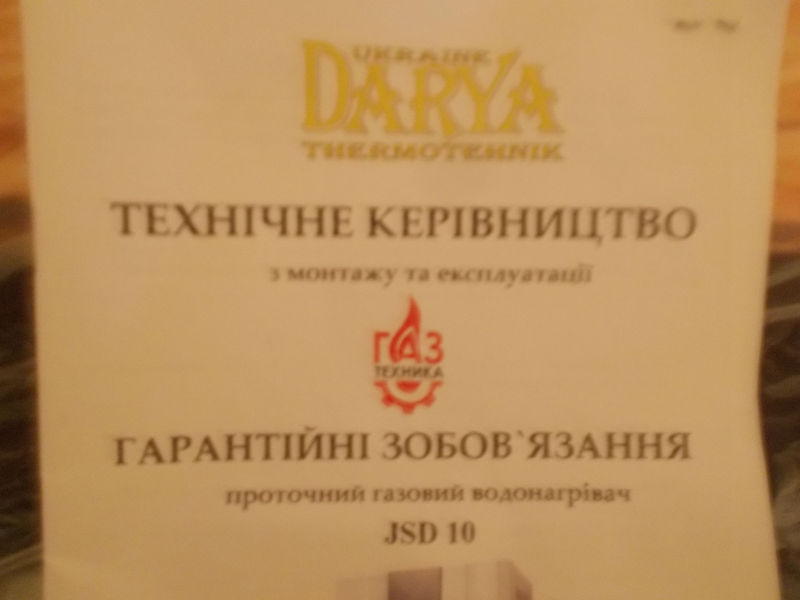 UKRAINE
DARYA
THERMOTEHNIK
ТЕХНІЧНЕ КЕРІВНИЦТВО
з монтажу та експлуатації
ГАЗ
ТЕХНИКА
ГАРАНТІЙНІ ЗОБОВ`ЯЗАННЯ
проточний газовий водонагрівач
JSD 10